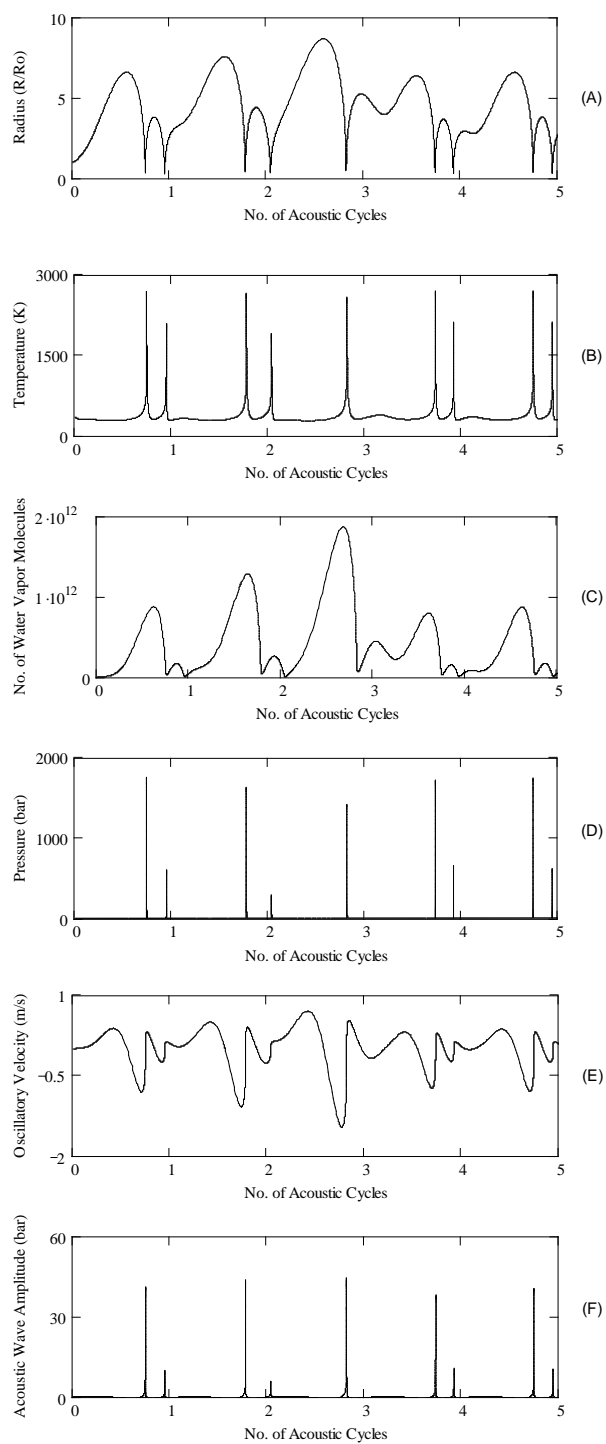 10
5
0
Radius (R/Ro)
0 1 2 3 4 5
No. of Acoustic Cycles
(A)
3000
1500
0
Temperature (K)
0 1 2 3 4 5
No. of Acoustic Cycles
(B)
2·10¹²
1·10¹²
0
No. of Water Vapor Molecules
0 1 2 3 4 5
No. of Acoustic Cycles
(C)
2000
1000
0
Pressure (bar)
0 1 2 3 4 5
No. of Acoustic Cycles
(D)
1
−0.5
−2
Oscillatory Velocity (m/s)
0 1 2 3 4 5
No. of Acoustic Cycles
(E)
60
30
0
Acoustic Wave Amplitude (bar)
0 1 2 3 4 5
No. of Acoustic Cycles
(F)